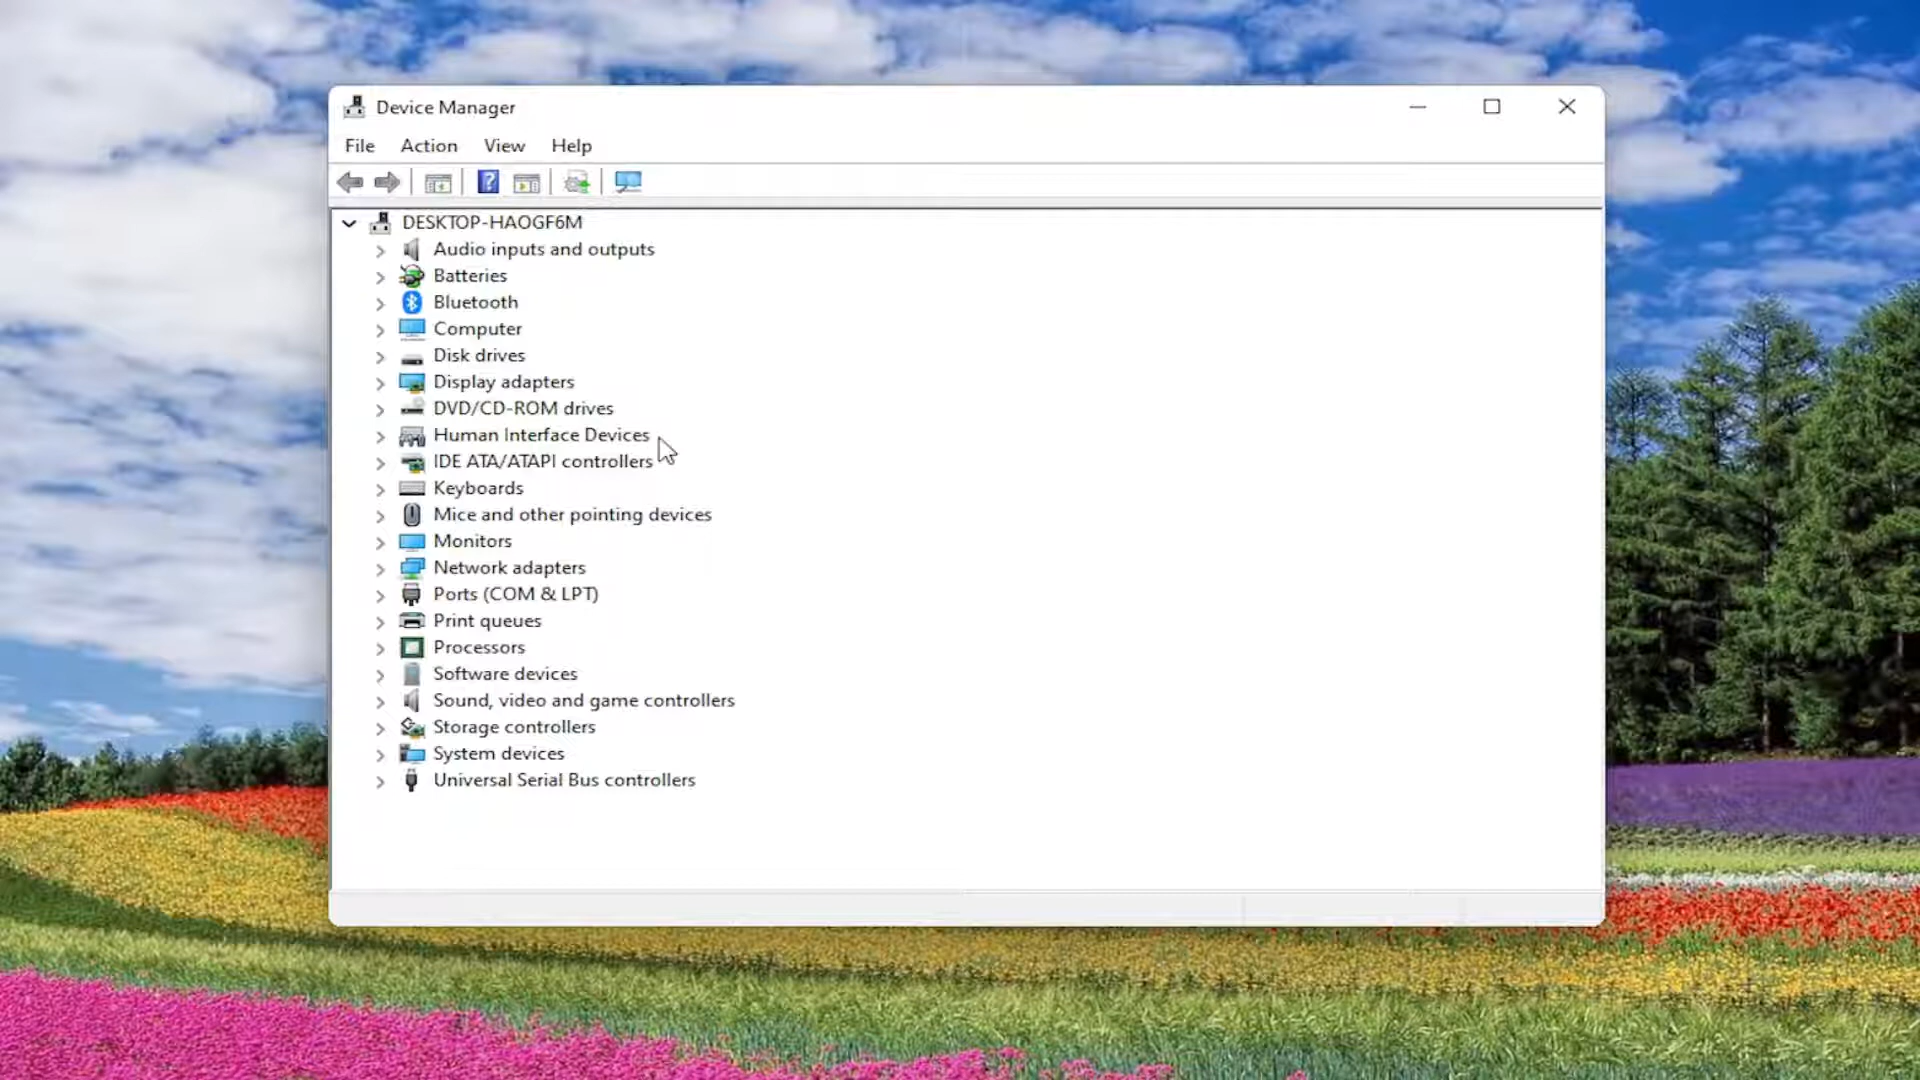 Device Manager
File Action View Help
DESKTOP-HAOGF6M
Audio inputs and outputs
Batteries
Bluetooth
Computer
Disk drives
Display adapters
DVD/CD-ROM drives
Human Interface Devices
IDE ATA/ATAPI controllers
Keyboards
Mice and other pointing devices
Monitors
Network adapters
Ports (COM & LPT)
Print queues
Processors
Software devices
Sound, video and game controllers
Storage controllers
System devices
Universal Serial Bus controllers